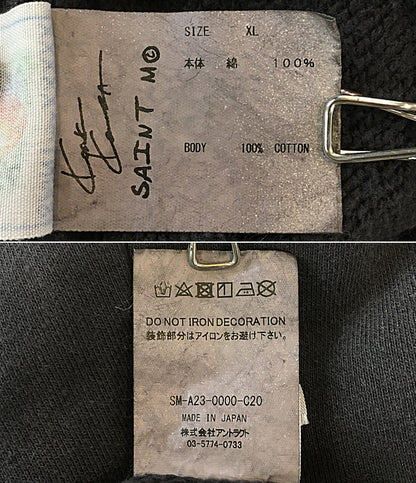 SIZE XL
本体 綿 100%
BODY 100% COTTON
SAINT M©
DO NOT IRON DECORATION
装飾部分はアイロンをお避け下さい。
SM-A23-0000-C20
MADE IN JAPAN
株式会社アントラクト
03-5774-0733